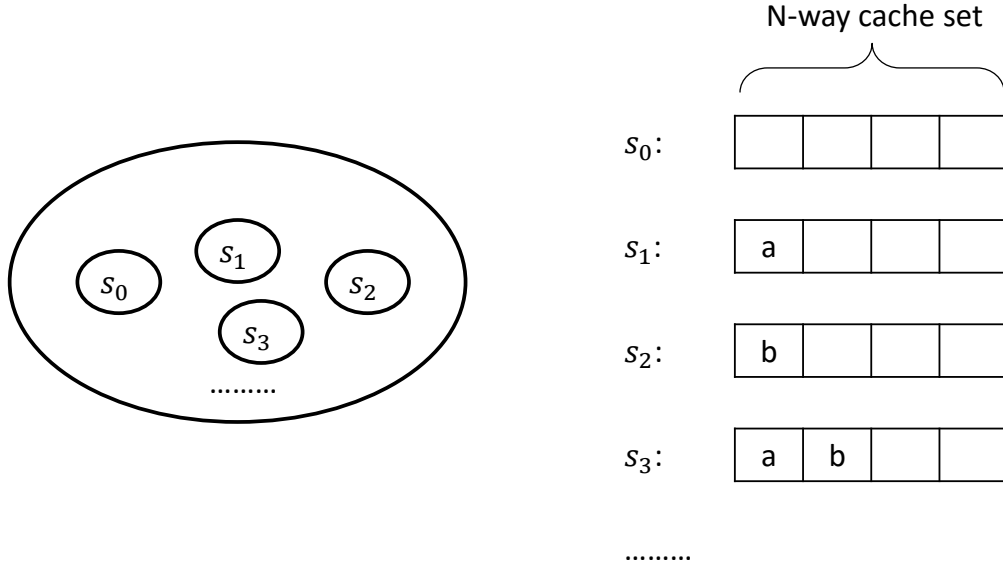 N-way cache set
s₀
s₁
s₂
s₃
………
s₀:
s₁: a
s₂: b
s₃: a b
………